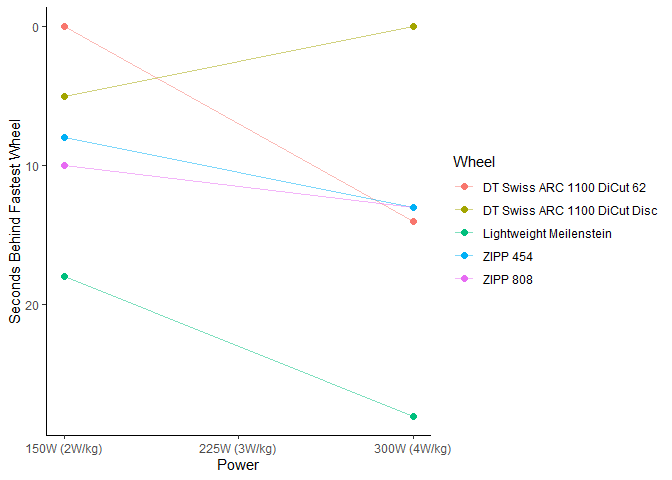 Seconds Behind Fastest Wheel
0
10
20
150W (2W/kg)
225W (3W/kg)
300W (4W/kg)
Power
Wheel
DT Swiss ARC 1100 DiCut 62
DT Swiss ARC 1100 DiCut Disc
Lightweight Meilenstein
ZIPP 454
ZIPP 808